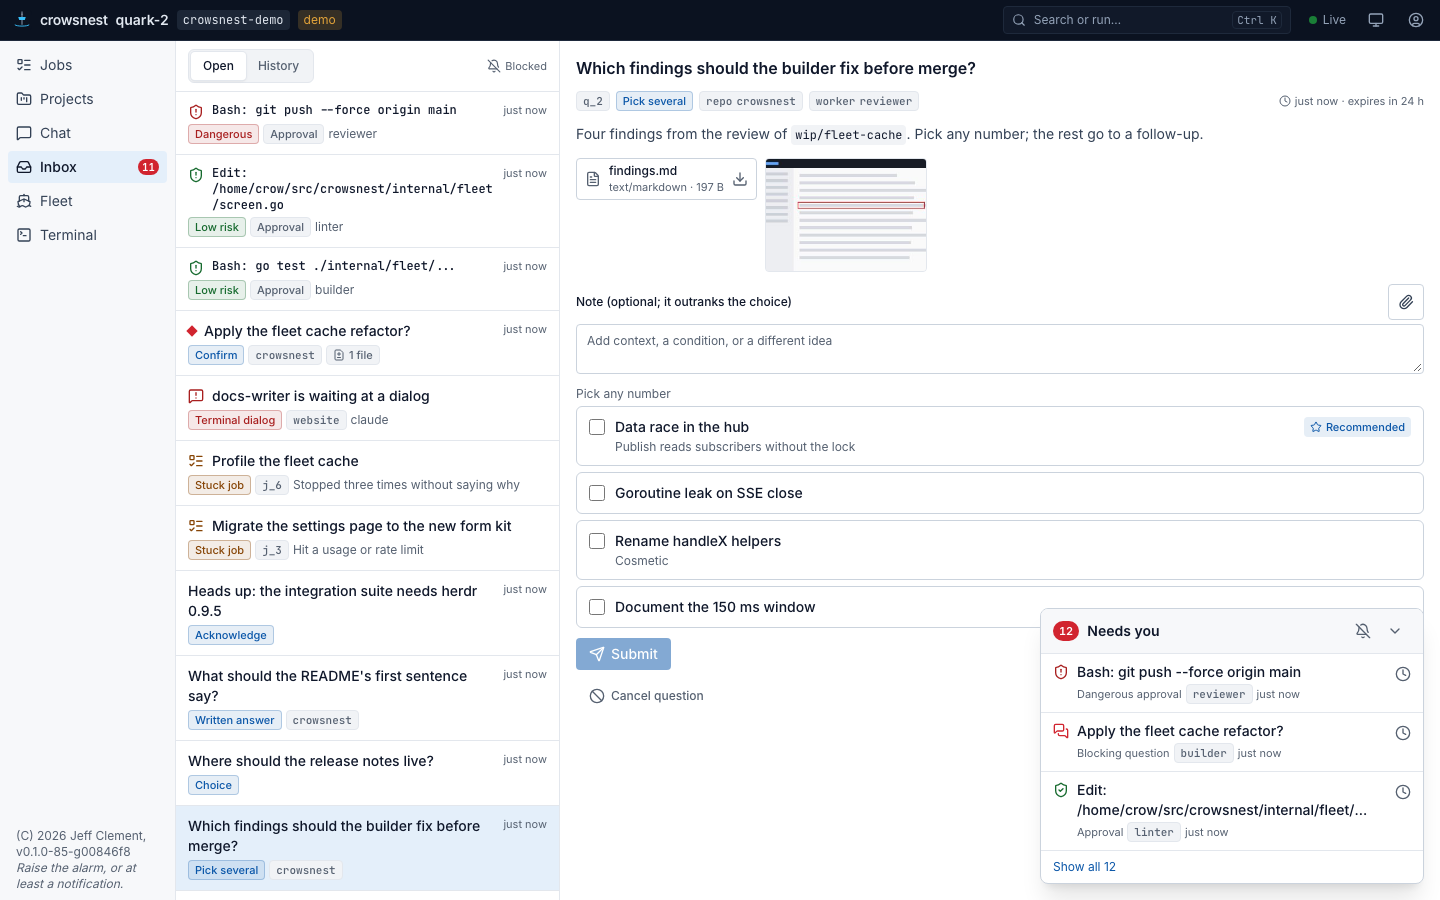 crowsnest quark-2 crowsnest-demo demo
Search or run... Ctrl K
Live
Jobs
Projects
Chat
Inbox 11
Fleet
Terminal
(C) 2026 Jeff Clement,
v0.1.0-85-g00846f8
Raise the alarm, or at
least a notification.
Open History Blocked
Bash: git push --force origin main just now
Dangerous Approval reviewer
Edit: just now
/home/crow/src/crowsnest/internal/fleet
/screen.go
Low risk Approval linter
Bash: go test ./internal/fleet/... just now
Low risk Approval builder
Apply the fleet cache refactor? just now
Confirm crowsnest 1 file
docs-writer is waiting at a dialog
Terminal dialog website claude
Profile the fleet cache
Stuck job j_6 Stopped three times without saying why
Migrate the settings page to the new form kit
Stuck job j_3 Hit a usage or rate limit
Heads up: the integration suite needs herdr just now
0.9.5
Acknowledge
What should the README's first sentence just now
say?
Written answer crowsnest
Where should the release notes live? just now
Choice
Which findings should the builder fix before just now
merge?
Pick several crowsnest
Which findings should the builder fix before merge?
q_2 Pick several repo crowsnest worker reviewer just now · expires in 24 h
Four findings from the review of wip/fleet-cache. Pick any number; the rest go to a follow-up.
findings.md
text/markdown · 197 B
Note (optional; it outranks the choice)
Add context, a condition, or a different idea
Pick any number
Data race in the hub Recommended
Publish reads subscribers without the lock
Goroutine leak on SSE close
Rename handleX helpers
Cosmetic
Document the 150 ms window
Submit
Cancel question
12 Needs you
Bash: git push --force origin main
Dangerous approval reviewer just now
Apply the fleet cache refactor?
Blocking question builder just now
Edit:
/home/crow/src/crowsnest/internal/fleet/...
Approval linter just now
Show all 12